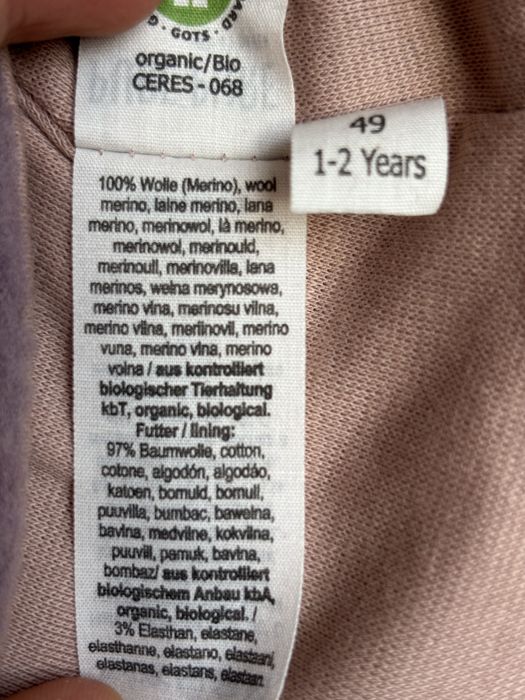 GOTS
organic/Bio
CERES - 068
49
1-2 Years
100% Wolle (Merino), wool
merino, laine merino, lana
merino, merinowol, lã merino,
merinowol, merinould,
merinoull, merinovilla, lana
merinos, wełna merynosowa,
merino vlna, merinosu vilna,
merino vilna, meriinovil, merino
vuna, merino vlna, merino
volna / aus kontrolliert
biologischer Tierhaltung
kbT, organic, biological.
Futter / lining:
97% Baumwolle, cotton,
cotone, algodón, algodão,
katoen, bomuld, bomull,
puuvilla, bumbac, bawełna,
bavlna, medvilne, kokvilna,
puuvill, pamuk, bavlna,
bombaz/ aus kontrolliert
biologischem Anbau kbA,
organic, biological. /
3% Elasthan, elastane,
elasthanne, elastano, elastaani,
elastanas, elastans, elastaan